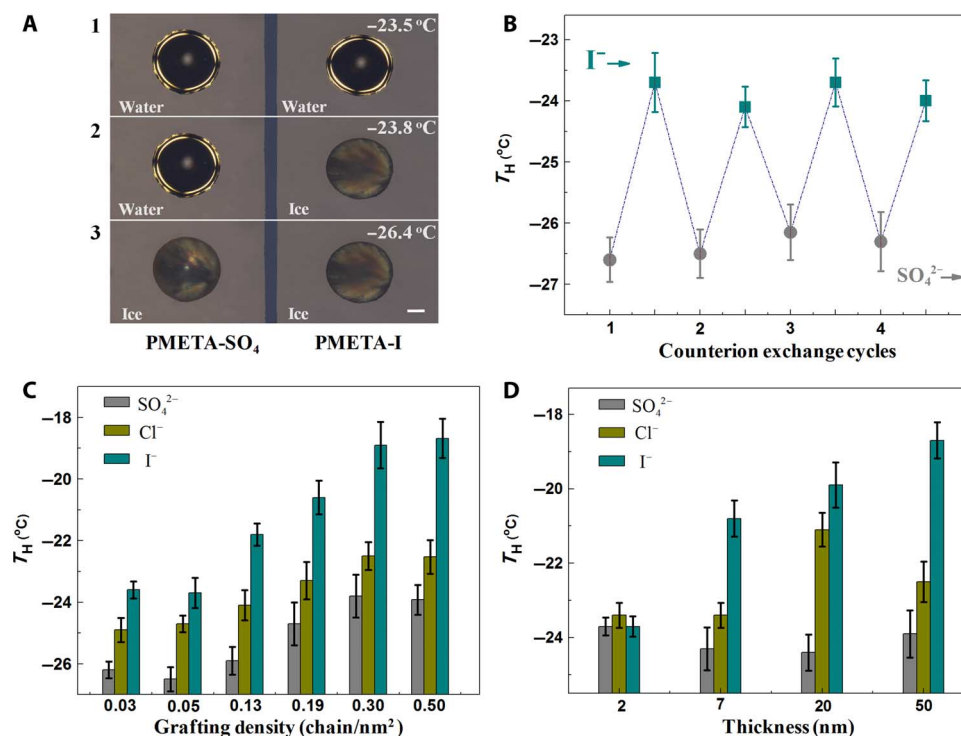 A
1
−23.5 °C
Water
Water
2
−23.8 °C
Water
Ice
3
−26.4 °C
Ice
Ice
PMETA-SO₄
PMETA-I
B
−23
−24
−25
−26
−27
T_H (°C)
I⁻
SO₄²⁻
1 2 3 4
Counterion exchange cycles
C
SO₄²⁻
Cl⁻
I⁻
−18
−20
−22
−24
−26
T_H (°C)
0.03 0.05 0.13 0.19 0.30 0.50
Grafting density (chain/nm²)
D
SO₄²⁻
Cl⁻
I⁻
−18
−20
−22
−24
T_H (°C)
2 7 20 50
Thickness (nm)